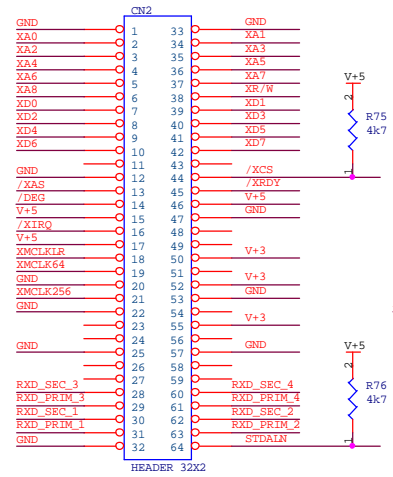 CN2
GND 1 33 GND
XA0 2 34 XA1
XA2 3 35 XA3
XA4 4 36 XA5
XA6 5 37 XA7
XA8 6 38 XR/W
XD0 7 39 XD1
XD2 8 40 XD3
XD4 9 41 XD5
XD6 10 42 XD7
11 43
GND 12 44 /XCS
/XAS 13 45 /XRDY
/DEG 14 46 V+5
V+5 15 47 GND
/XIRQ 16 48
V+5 17 49
XMCLKLR 18 50 V+3
XMCLK64 19 51
GND 20 52 V+3
XMCLK256 21 53 GND
GND 22 54
23 55 V+3
24 56
GND 25 57 GND
26 58
27 59
RXD_SEC_3 28 60 RXD_SEC_4
RXD_PRIM_3 29 61 RXD_PRIM_4
RXD_SEC_1 30 62 RXD_SEC_2
RXD_PRIM_1 31 63 RXD_PRIM_2
GND 32 64 STDALN
HEADER 32X2
V+5
2
R75
4k7
1
V+5
2
R76
4k7
1